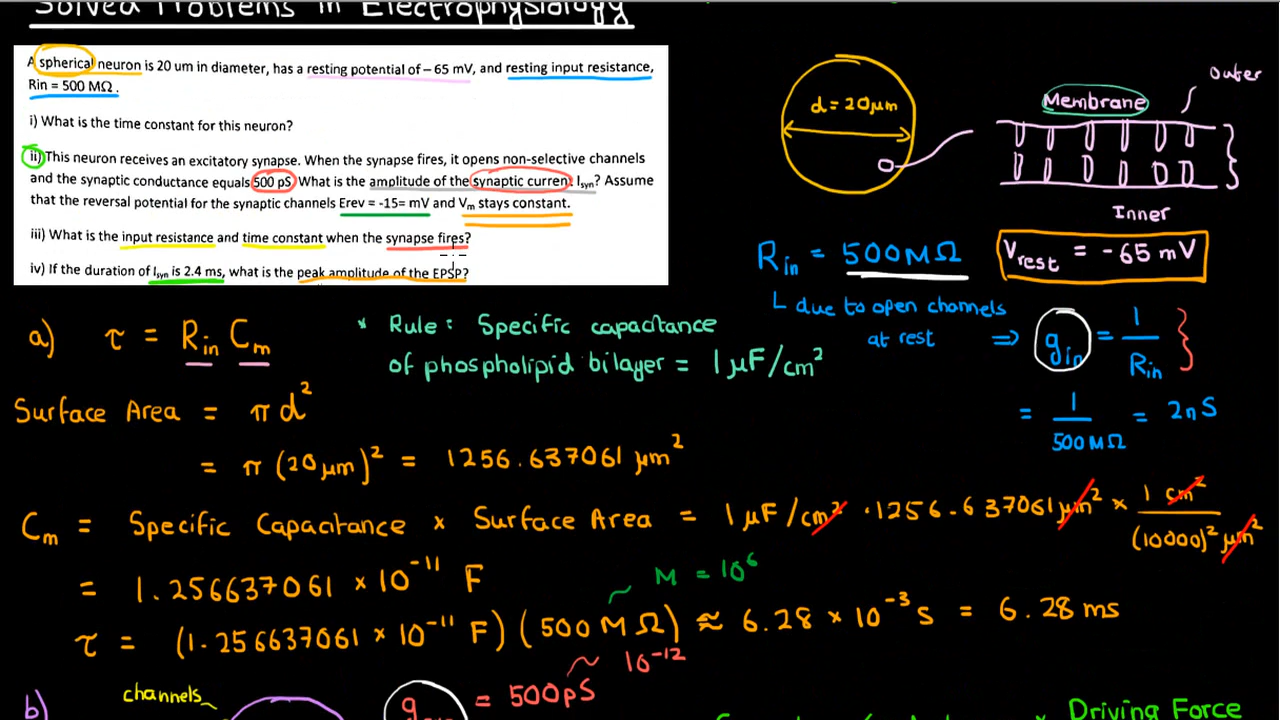 Solved Problems in Electrophysiology
A spherical neuron is 20 um in diameter, has a resting potential of – 65 mV, and resting input resistance,
Rin = 500 MΩ .
i) What is the time constant for this neuron?
ii) This neuron receives an excitatory synapse. When the synapse fires, it opens non-selective channels
and the synaptic conductance equals 500 pS. What is the amplitude of the synaptic current Isyn? Assume
that the reversal potential for the synaptic channels Erev = -15= mV and Vm stays constant.
iii) What is the input resistance and time constant when the synapse fires?
iv) If the duration of Isyn is 2.4 ms, what is the peak amplitude of the EPSP?
d = 20μm
Membrane
Outer
Inner
Rin = 500MΩ
Vrest = -65 mV
due to open channels
at rest
⇒ gin = 1 / Rin
= 1 / 500MΩ = 2nS
a) τ = Rin Cm
* Rule: Specific capacitance
of phospholipid bilayer = 1μF/cm²
Surface Area = πd²
= π(20μm)² = 1256.637061 μm²
Cm = Specific Capacitance × Surface Area = 1μF/cm² · 1256.637061μm² × 1 cm² / (10000)² μm²
= 1.256637061 × 10⁻¹¹ F
M = 10⁶
τ = (1.256637061 × 10⁻¹¹ F)(500MΩ) ≈ 6.28 × 10⁻³ s = 6.28 ms
10⁻¹²
b)
channels
= 500pS
Driving Force